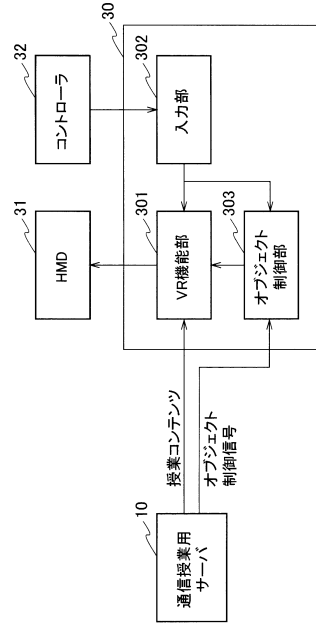 10
通信授業用
サーバ
授業コンテンツ
オブジェクト
制御信号
31
HMD
32
コントローラ
30
301
VR機能部
302
入力部
303
オブジェクト
制御部